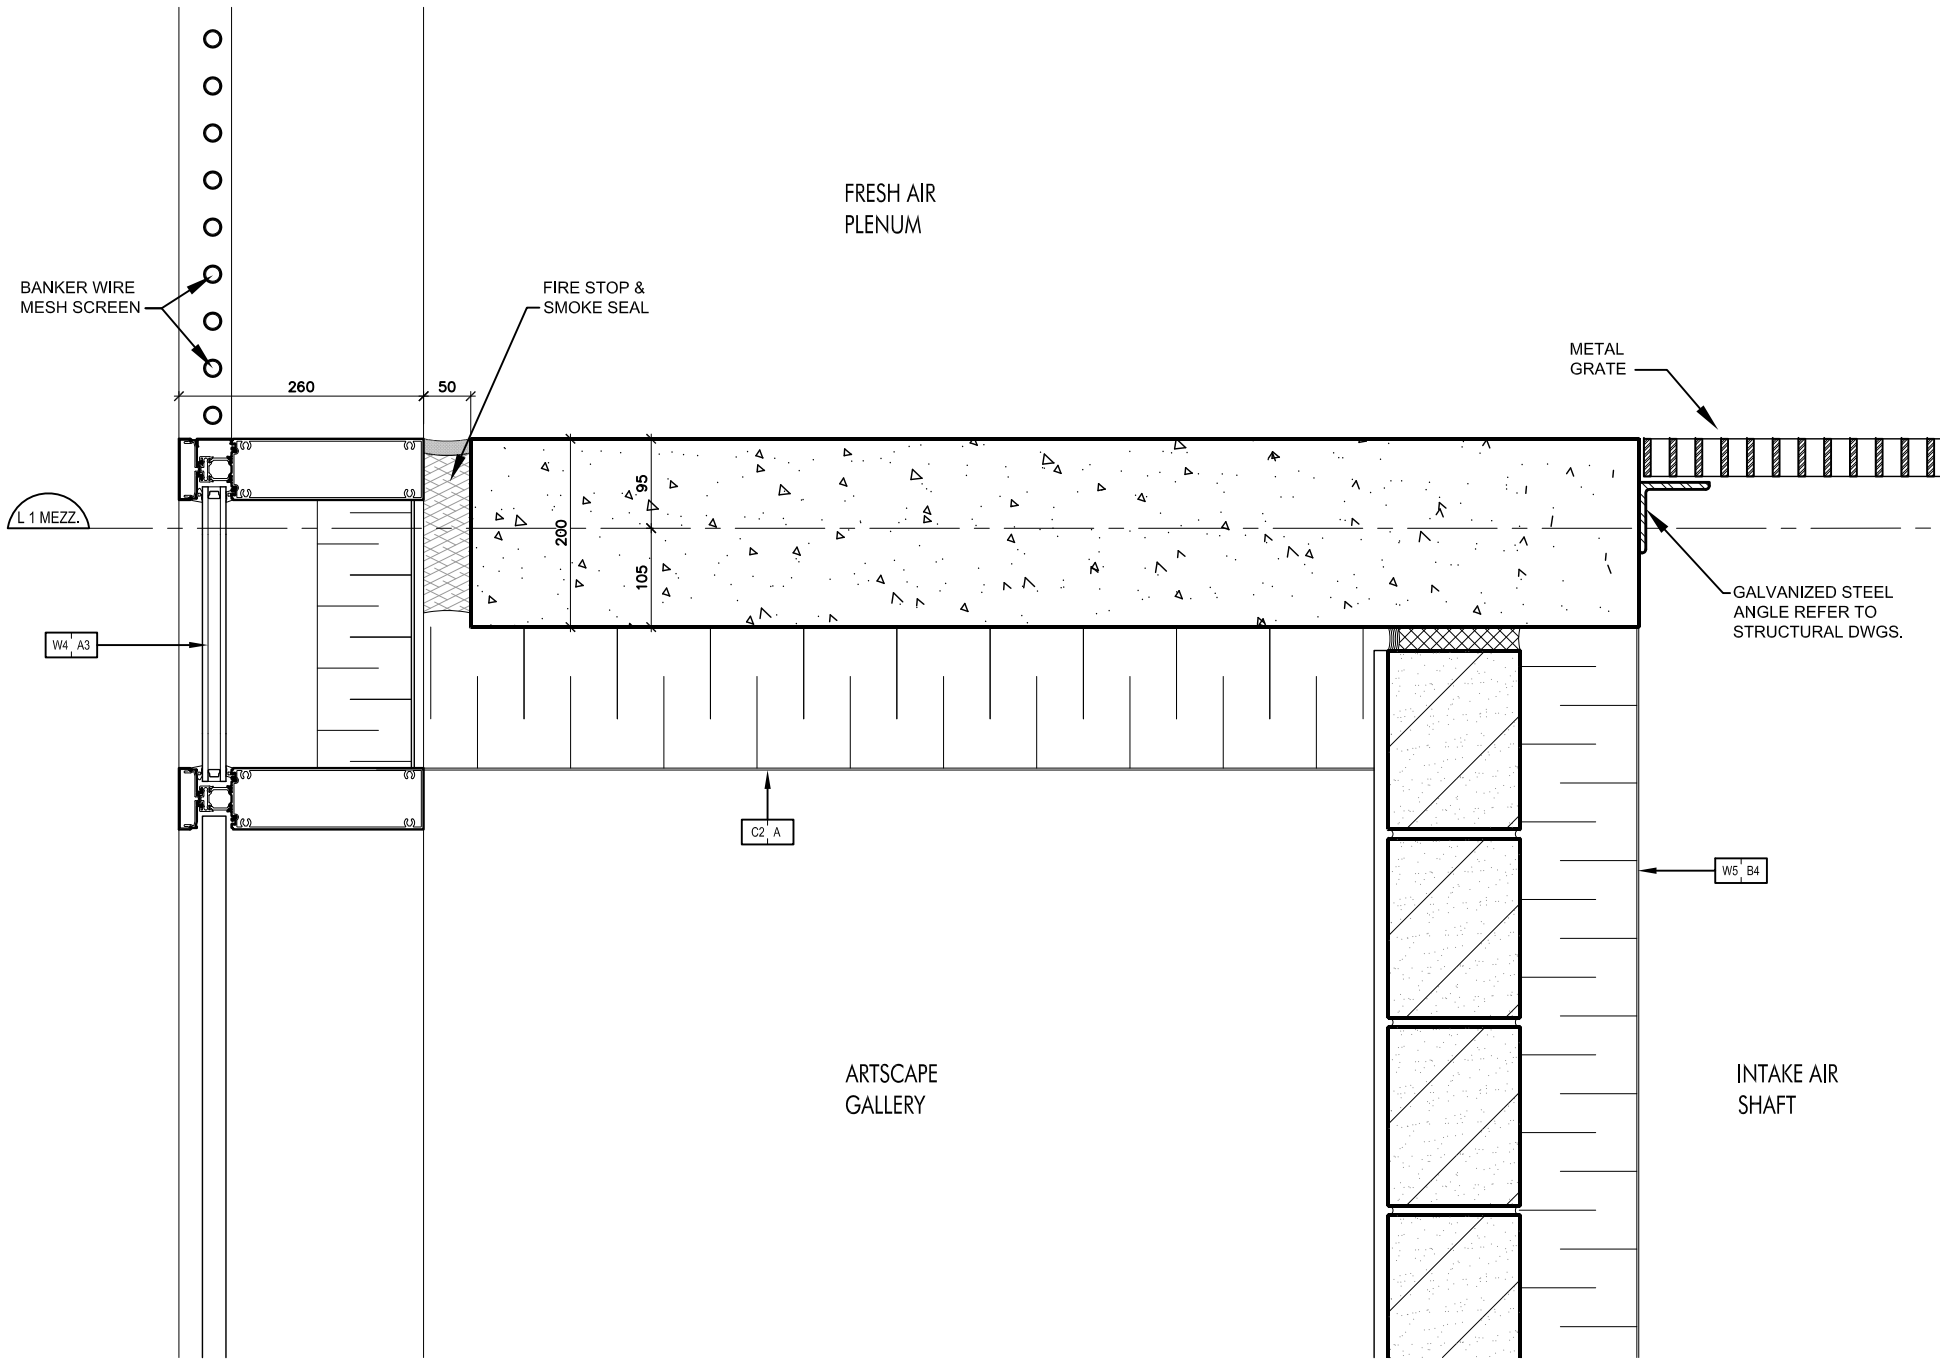 FRESH AIR
PLENUM
BANKER WIRE
MESH SCREEN
FIRE STOP &
SMOKE SEAL
METAL
GRATE
260
50
95
200
105
L 1 MEZZ.
GALVANIZED STEEL
ANGLE REFER TO
STRUCTURAL DWGS.
W4 A3
C2 A
W5 B4
ARTSCAPE
GALLERY
INTAKE AIR
SHAFT